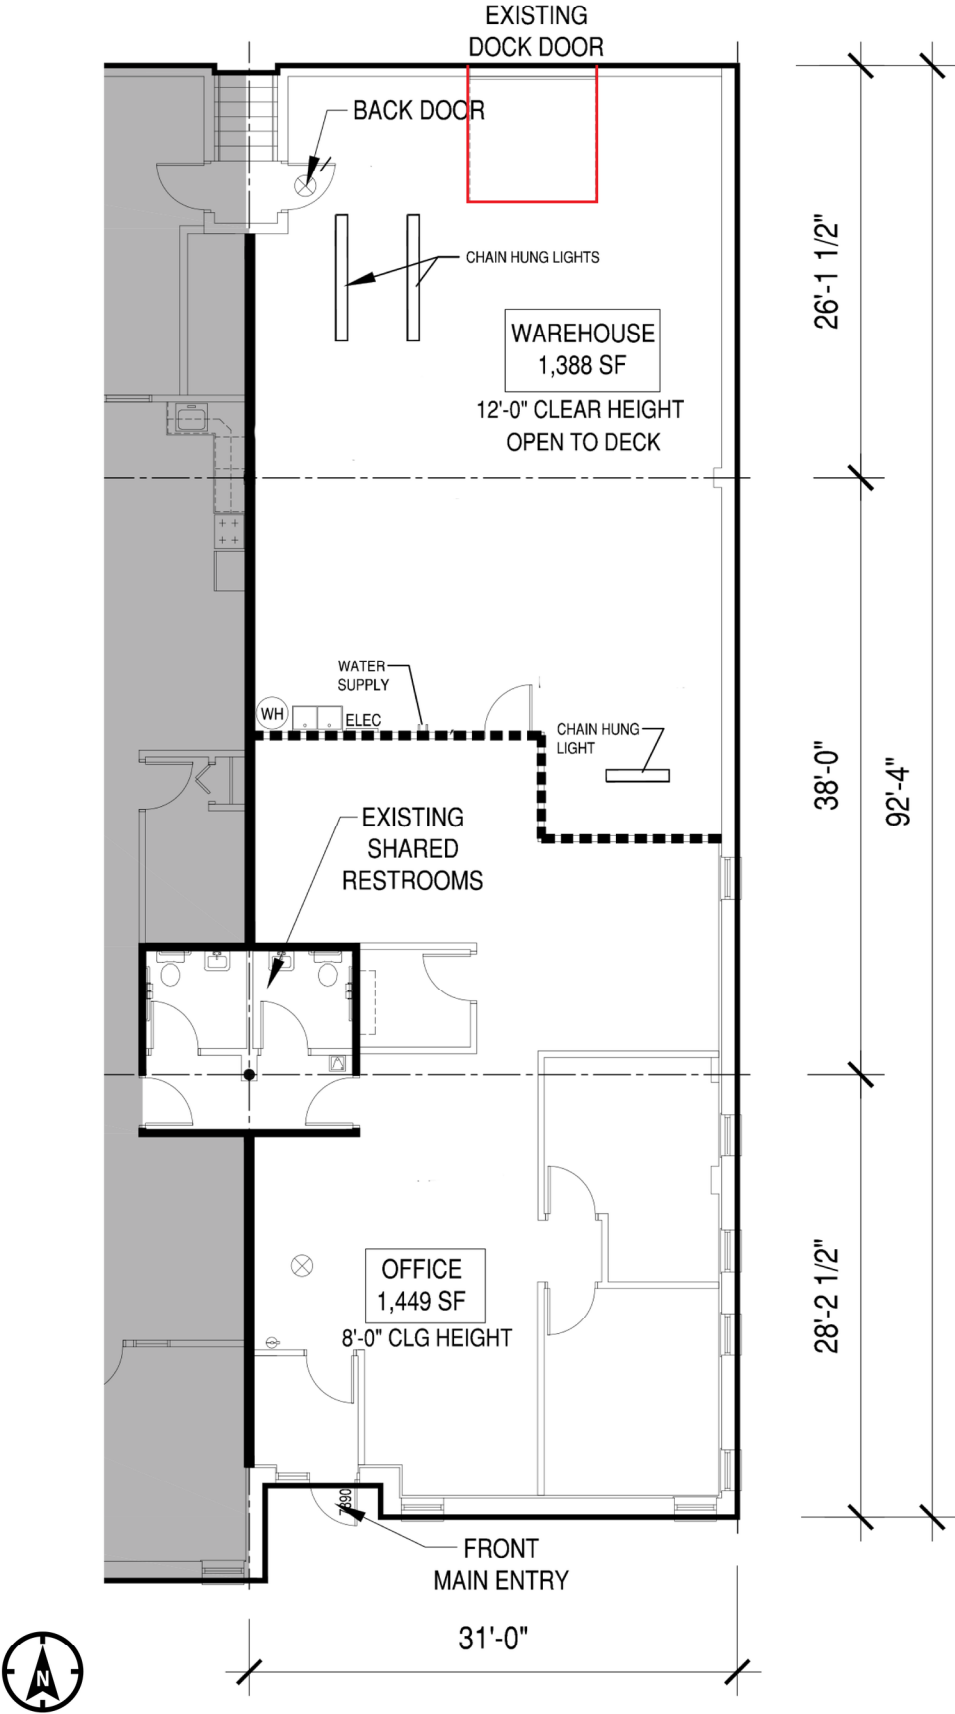 EXISTING
DOCK DOOR
BACK DOOR
CHAIN HUNG LIGHTS
26'-1 1/2"
WAREHOUSE
1,388 SF
12'-0" CLEAR HEIGHT
OPEN TO DECK
WATER
SUPPLY
WH
ELEC
CHAIN HUNG
LIGHT
38'-0"
92'-4"
EXISTING
SHARED
RESTROOMS
OFFICE
1,449 SF
8'-0" CLG HEIGHT
28'-2 1/2"
7890
FRONT
MAIN ENTRY
31'-0"
N